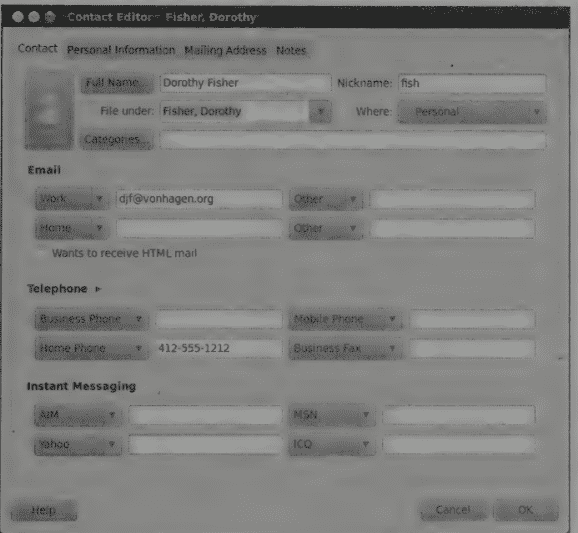 Contact Editor - Fisher, Dorothy
Contact Personal Information Mailing Address Notes
Full Name... Dorothy Fisher Nickname: fish
File under: Fisher, Dorothy Where: Personal
Categories...
Email
Work djf@vonhagen.org Other
Home Other
Wants to receive HTML mail
Telephone
Business Phone Mobile Phone
Home Phone 412-555-1212 Business Fax
Instant Messaging
AIM MSN
Yahoo ICQ
Help Cancel OK